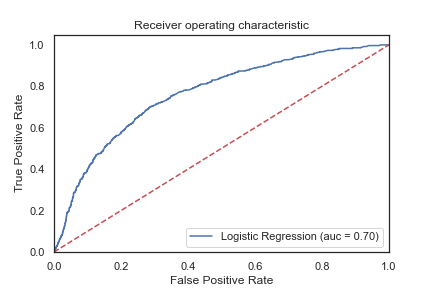 Receiver operating characteristic
1.0
0.8
0.6
0.4
0.2
0.0
True Positive Rate
Logistic Regression (auc = 0.70)
0.0 0.2 0.4 0.6 0.8 1.0
False Positive Rate